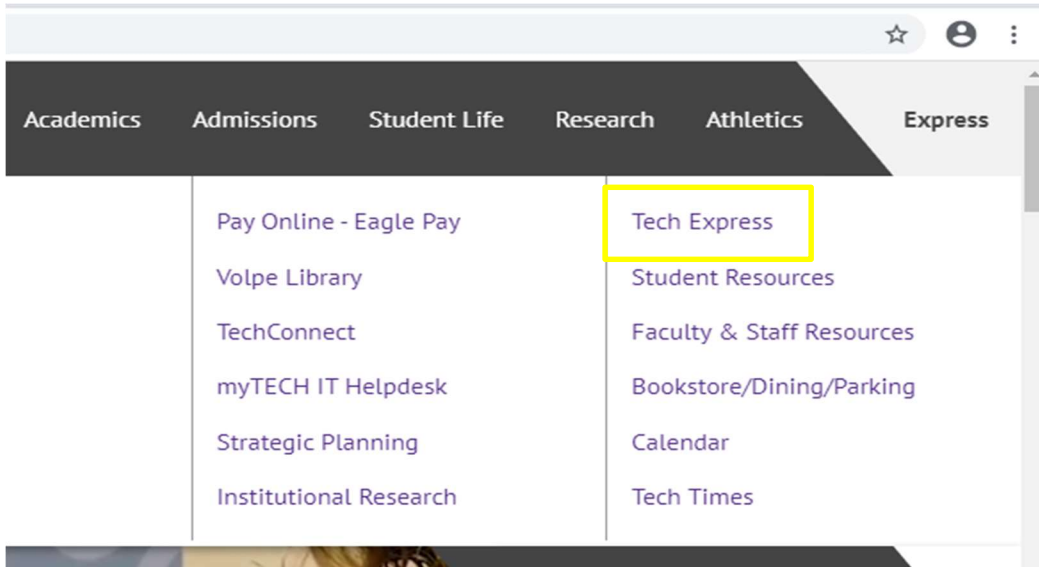 Academics Admissions Student Life Research Athletics Express
Pay Online - Eagle Pay
Volpe Library
TechConnect
myTECH IT Helpdesk
Strategic Planning
Institutional Research
Tech Express
Student Resources
Faculty & Staff Resources
Bookstore/Dining/Parking
Calendar
Tech Times